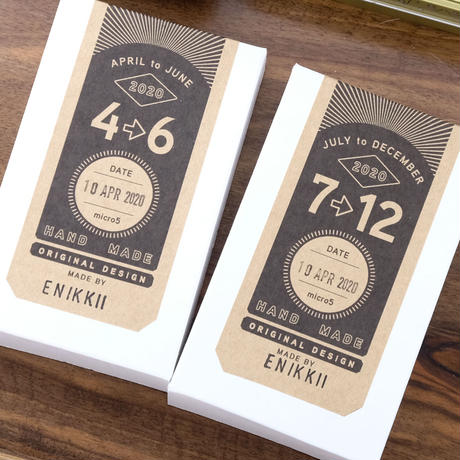 APRIL to JUNE
2020
4⇨6
DATE
10 APR 2020
micro5
HAND MADE
ORIGINAL DESIGN
MADE BY
ENIKKII
JULY to DECEMBER
2020
7⇨12
DATE
10 APR 2020
micro5
HAND MADE
ORIGINAL DESIGN
MADE BY
ENIKKII